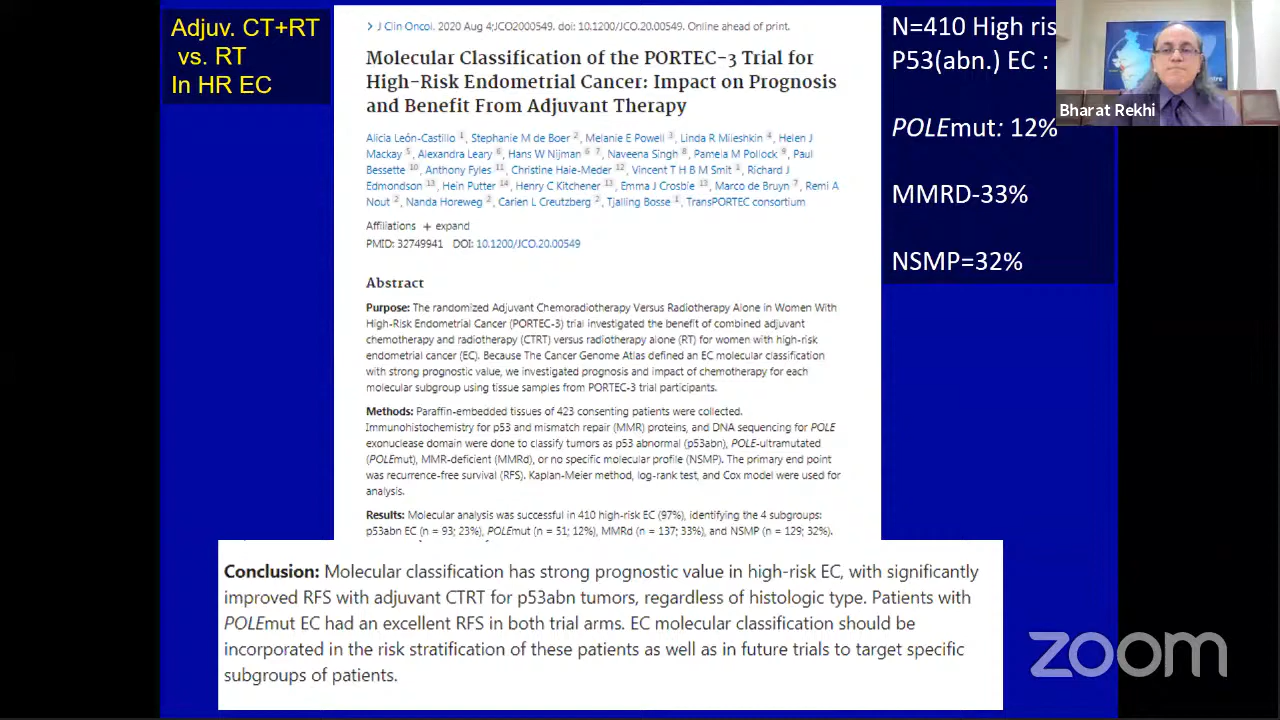 Adjuv. CT+RT
vs. RT
In HR EC
J Clin Oncol. 2020 Aug 4;JCO2000549. doi: 10.1200/JCO.20.00549. Online ahead of print.
Molecular Classification of the PORTEC-3 Trial for
High-Risk Endometrial Cancer: Impact on Prognosis
and Benefit From Adjuvant Therapy
Alicia León-Castillo 1, Stephanie M de Boer 2, Melanie E Powell 3, Linda R Mileshkin 4, Helen J
Mackay 5, Alexandra Leary 6, Hans W Nijman 6 7, Naveena Singh 8, Pamela M Pollock 9, Paul
Bessette 10, Anthony Fyles 11, Christine Haie-Meder 12, Vincent T H B M Smit 1, Richard J
Edmondson 13, Hein Putter 14, Henry C Kitchener 13, Emma J Crosbie 13, Marco de Bruyn 7, Remi A
Nout 2, Nanda Horeweg 2, Carien L Creutzberg 2, Tjalling Bosse 1, TransPORTEC consortium
Affiliations + expand
PMID: 32749941 DOI: 10.1200/JCO.20.00549
Abstract
Purpose: The randomized Adjuvant Chemoradiotherapy Versus Radiotherapy Alone in Women With
High-Risk Endometrial Cancer (PORTEC-3) trial investigated the benefit of combined adjuvant
chemotherapy and radiotherapy (CTRT) versus radiotherapy alone (RT) for women with high-risk
endometrial cancer (EC). Because The Cancer Genome Atlas defined an EC molecular classification
with strong prognostic value, we investigated prognosis and impact of chemotherapy for each
molecular subgroup using tissue samples from PORTEC-3 trial participants.
Methods: Paraffin-embedded tissues of 423 consenting patients were collected.
Immunohistochemistry for p53 and mismatch repair (MMR) proteins, and DNA sequencing for POLE
exonuclease domain were done to classify tumors as p53 abnormal (p53abn), POLE-ultramutated
(POLEmut), MMR-deficient (MMRd), or no specific molecular profile (NSMP). The primary end point
was recurrence-free survival (RFS). Kaplan-Meier method, log-rank test, and Cox model were used for
analysis.
Results: Molecular analysis was successful in 410 high-risk EC (97%), identifying the 4 subgroups:
p53abn EC (n = 93; 23%), POLEmut (n = 51; 12%), MMRd (n = 137; 33%), and NSMP (n = 129; 32%).
Conclusion: Molecular classification has strong prognostic value in high-risk EC, with significantly
improved RFS with adjuvant CTRT for p53abn tumors, regardless of histologic type. Patients with
POLEmut EC had an excellent RFS in both trial arms. EC molecular classification should be
incorporated in the risk stratification of these patients as well as in future trials to target specific
subgroups of patients.
N=410 High ris
P53(abn.) EC :
POLEmut: 12%
MMRD-33%
NSMP=32%
Bharat Rekhi
zoom